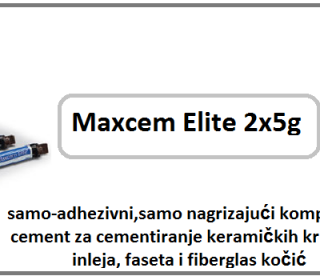 Maxcem Elite 2x5g
samo-adhezivni,samo nagrizajući komp
cement za cementiranje keramičkih kr
inleja, faseta i fiberglas kočić